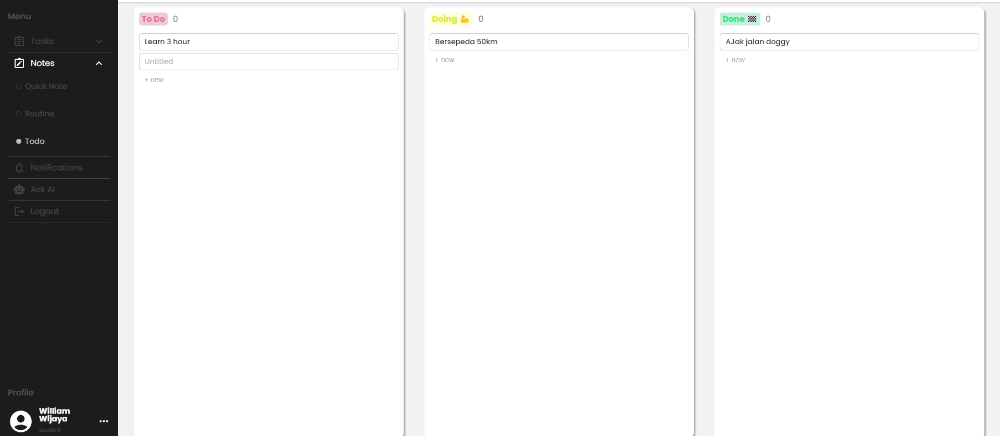 Menu
Tasks
Notes
Quick Note
Routine
Todo
Notifications
Ask AI
Logout
Profile
William
Wijaya
student
To Do 0
Learn 3 hour
Untitled
+ new
Doing 💪 0
Bersepeda 50km
+ new
Done 🏁 0
AJak jalan doggy
+ new